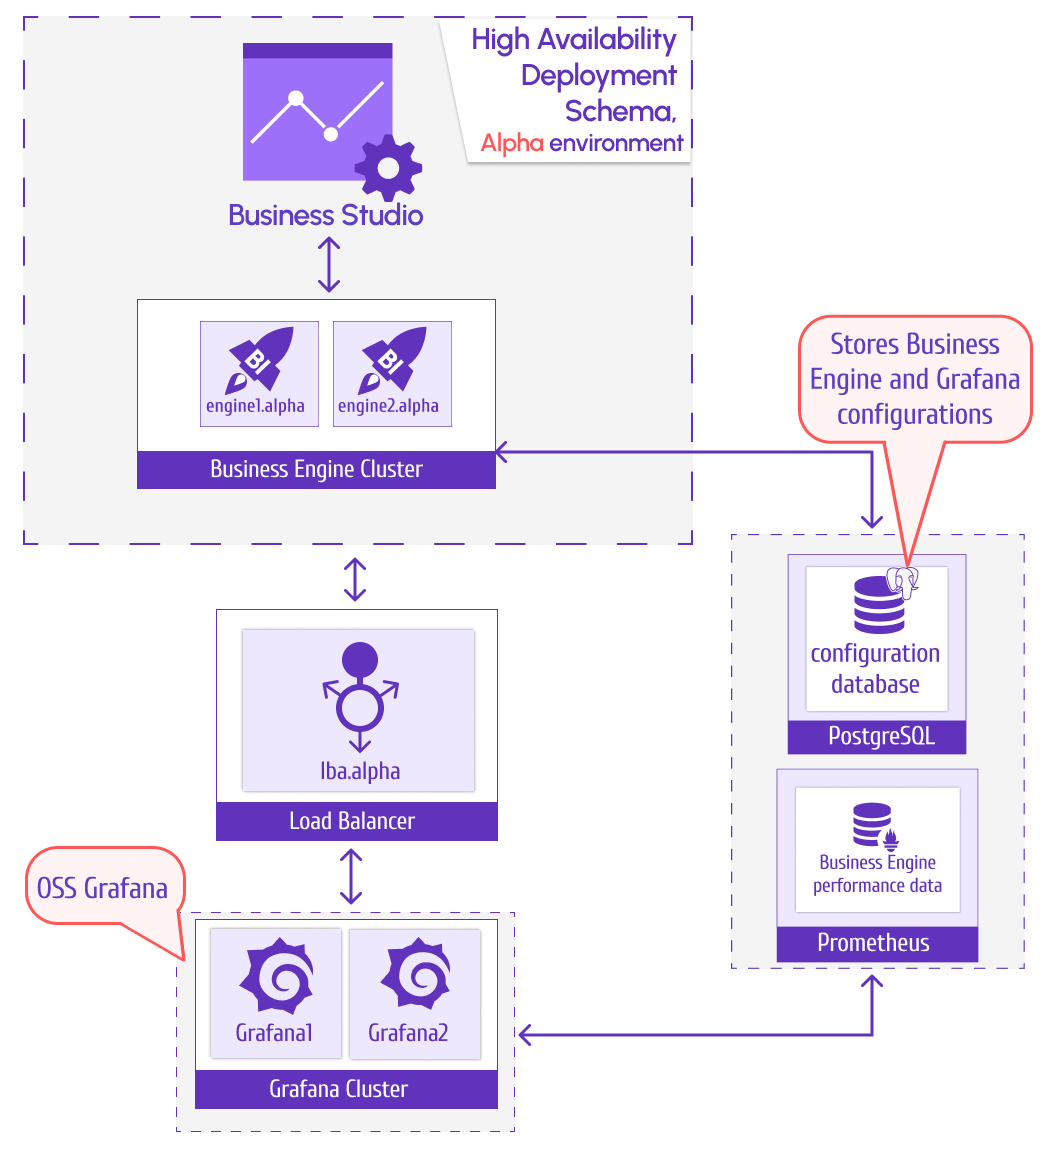 High Availability
Deployment
Schema,
Alpha environment
Business Studio
BI
BI
engine1.alpha
engine2.alpha
Business Engine Cluster
Stores Business
Engine and Grafana
configurations
configuration
database
PostgreSQL
lba.alpha
Load Balancer
Business Engine
performance data
Prometheus
OSS Grafana
Grafana1
Grafana2
Grafana Cluster